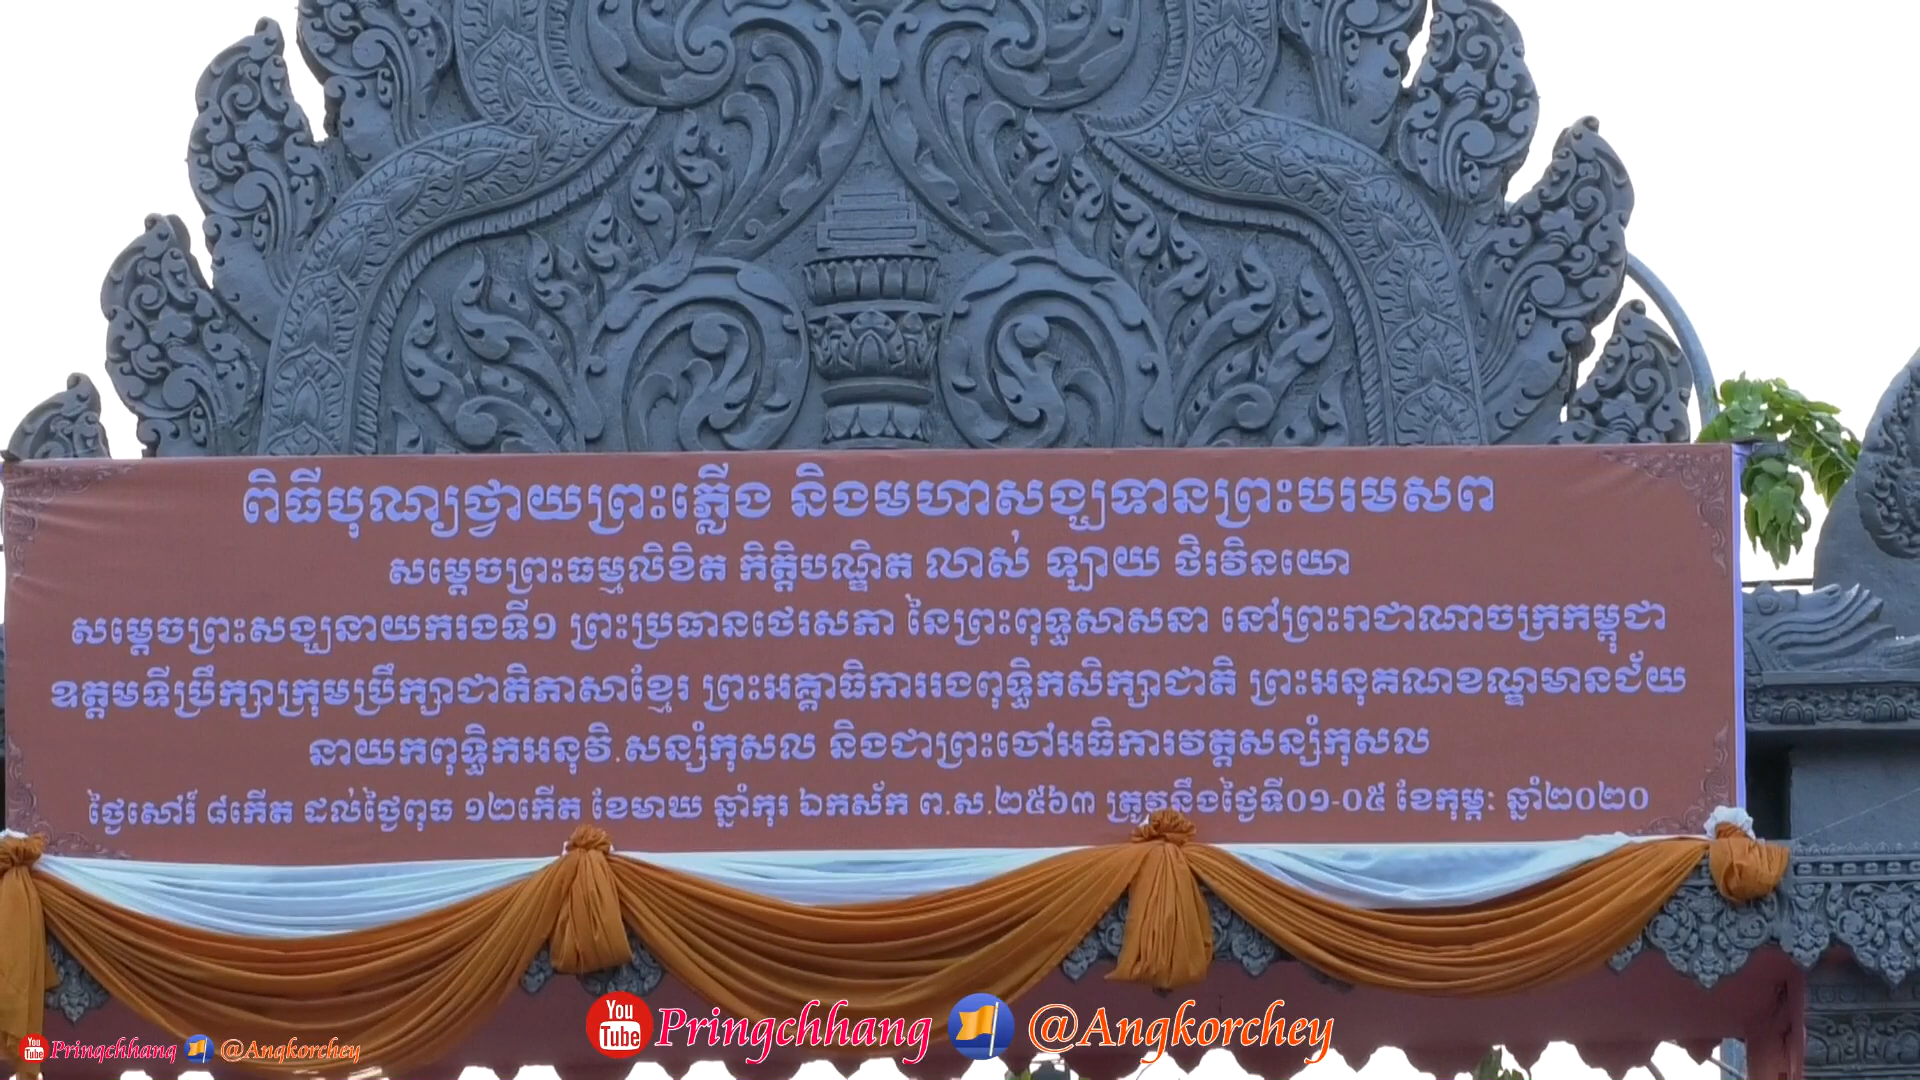 ពិធីបុណ្យថ្វាយព្រះភ្លើង និងមហាសង្ឃទានព្រះបរមសព
សម្តេចព្រះធម្មលិខិត កិត្តិបណ្ឌិត លាស់ ឡាយ ថិរវិនយោ
សម្តេចព្រះសង្ឃនាយករងទី១ ព្រះប្រធានថេរសភា នៃព្រះពុទ្ធសាសនា នៅព្រះរាជាណាចក្រកម្ពុជា
ឧត្តមទីប្រឹក្សាក្រុមប្រឹក្សាជាតិភាសាខ្មែរ ព្រះអគ្គាធិការរងពុទ្ធិកសិក្សាជាតិ ព្រះអនុគណខណ្ឌមានជ័យ
នាយកពុទ្ធិកអនុវិ.សន្សំកុសល និងជាព្រះចៅអធិការវត្តសន្សំកុសល
ថ្ងៃសៅរ៍ ៨កើត ដល់ថ្ងៃពុធ ១២កើត ខែមាឃ ឆ្នាំកុរ ឯកស័ក ព.ស.២៥៦៣ ត្រូវនឹងថ្ងៃទី០១-០៥ ខែកុម្ភៈ ឆ្នាំ២០២០
You Tube Pringchhang @Angkorchey
You Tube Pringchhang @Angkorchey